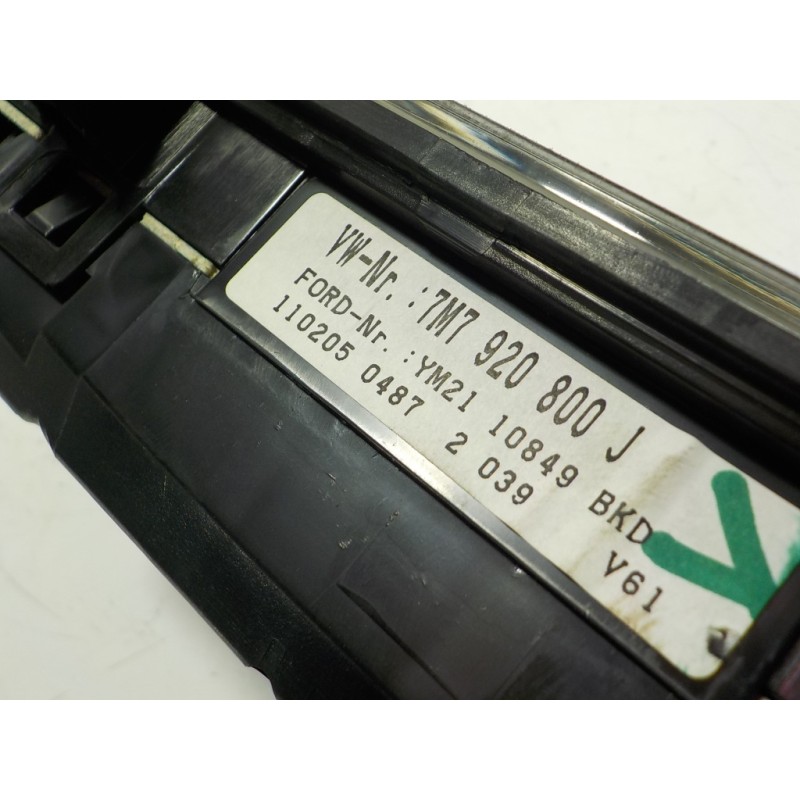 VW-Nr.:7M7 920 800 J
FORD-Nr.:YM21 10849 BKD
110205 0487 2 039 V61